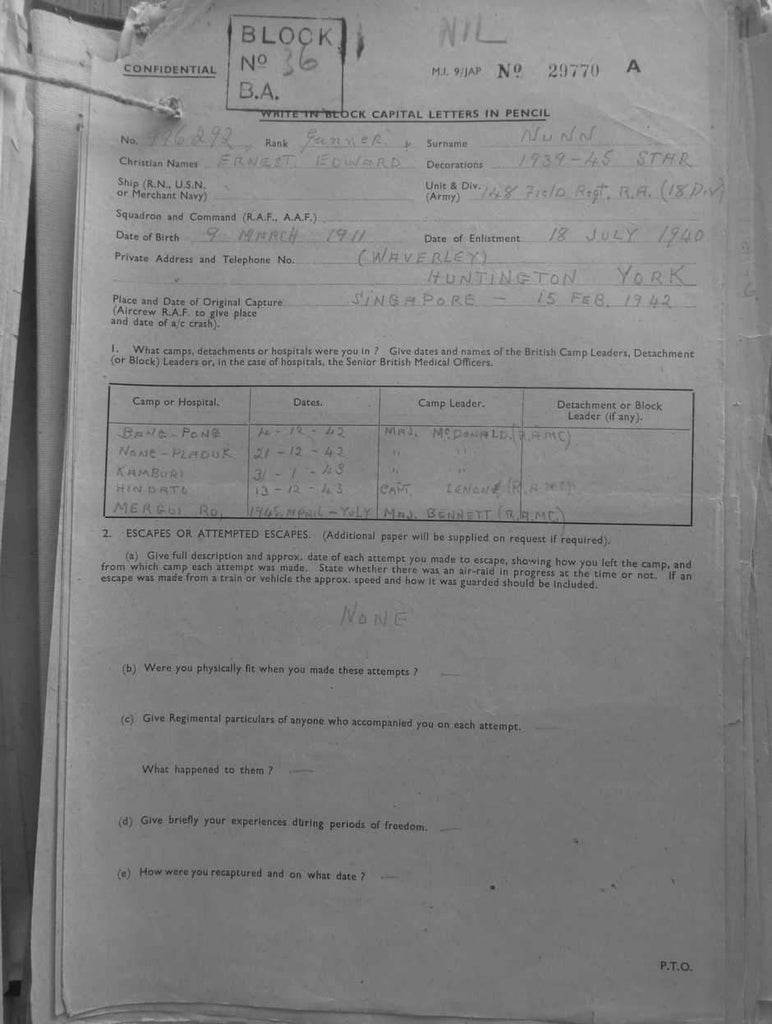 BLOCK
Nº 36
B.A.
NIL
CONFIDENTIAL
M.I. 9/JAP Nº 29770 A
WRITE IN BLOCK CAPITAL LETTERS IN PENCIL
No. Rank Gunner Surname NUNN
Christian Names ERNEST EDWARD Decorations 1939-45 STAR
Ship (R.N., U.S.N. or Merchant Navy) Unit & Div. (Army) 148 Field Regt. R.A. (18 Div)
Squadron and Command (R.A.F., A.A.F.)
Date of Birth 9 MARCH 1911 Date of Enlistment 18 JULY 1940
Private Address and Telephone No. (WAVERLEY)
HUNTINGTON YORK
Place and Date of Original Capture SINGAPORE - 15 FEB. 1942
(Aircrew R.A.F. to give place
and date of a/c crash).
1. What camps, detachments or hospitals were you in ? Give dates and names of the British Camp Leaders, Detachment
(or Block) Leaders or, in the case of hospitals, the Senior British Medical Officers.
Camp or Hospital. Dates. Camp Leader. Detachment or Block Leader (if any).
BANE-PONG 4-12-42 MAJ. MCDONALD (R.A.M.C)
NONE-PLADUK 21-12-42 " "
KAMBURI 31-1-43 " "
HINDATO 13-12-43 CAPT. (R.A.M.C)
MERGUI RD. 1945. APRIL-YULY MAJ. BENNETT (R.A.M.C)
2. ESCAPES OR ATTEMPTED ESCAPES. (Additional paper will be supplied on request if required).
(a) Give full description and approx. date of each attempt you made to escape, showing how you left the camp, and
from which camp each attempt was made. State whether there was an air-raid in progress at the time or not. If an
escape was made from a train or vehicle the approx. speed and how it was guarded should be included.
NONE
(b) Were you physically fit when you made these attempts ? —
(c) Give Regimental particulars of anyone who accompanied you on each attempt. —
What happened to them ? —
(d) Give briefly your experiences during periods of freedom. —
(e) How were you recaptured and on what date ? —
P.T.O.